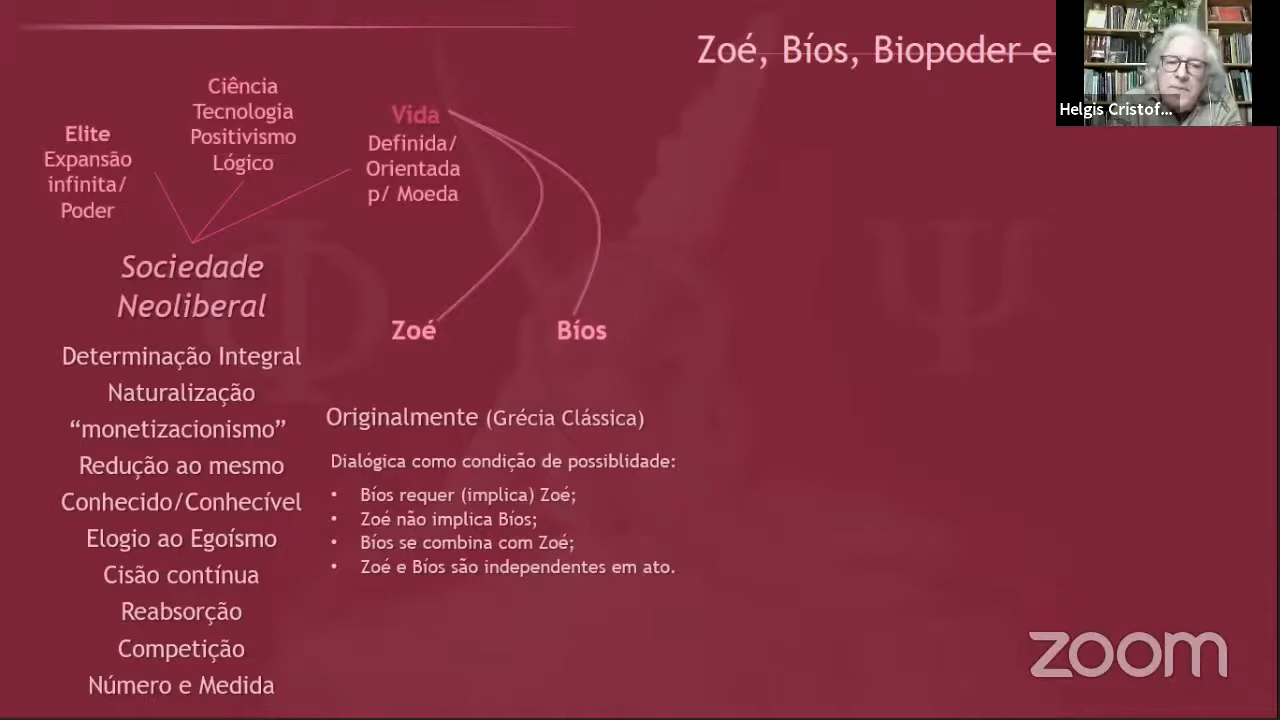 Zoé, Bíos, Biopoder e
Helgis Cristof...
Ciência
Tecnologia
Positivismo
Lógico
Elite
Expansão
infinita/
Poder
Vida
Definida/
Orientada
p/ Moeda
Sociedade
Neoliberal
Zoé
Bíos
Determinação Integral
Naturalização
“monetizacionismo”
Redução ao mesmo
Conhecido/Conhecível
Elogio ao Egoísmo
Cisão contínua
Reabsorção
Competição
Número e Medida
Originalmente (Grécia Clássica)
Dialógica como condição de possiblidade:
• Bíos requer (implica) Zoé;
• Zoé não implica Bíos;
• Bíos se combina com Zoé;
• Zoé e Bíos são independentes em ato.
Φ
Ψ
zoom